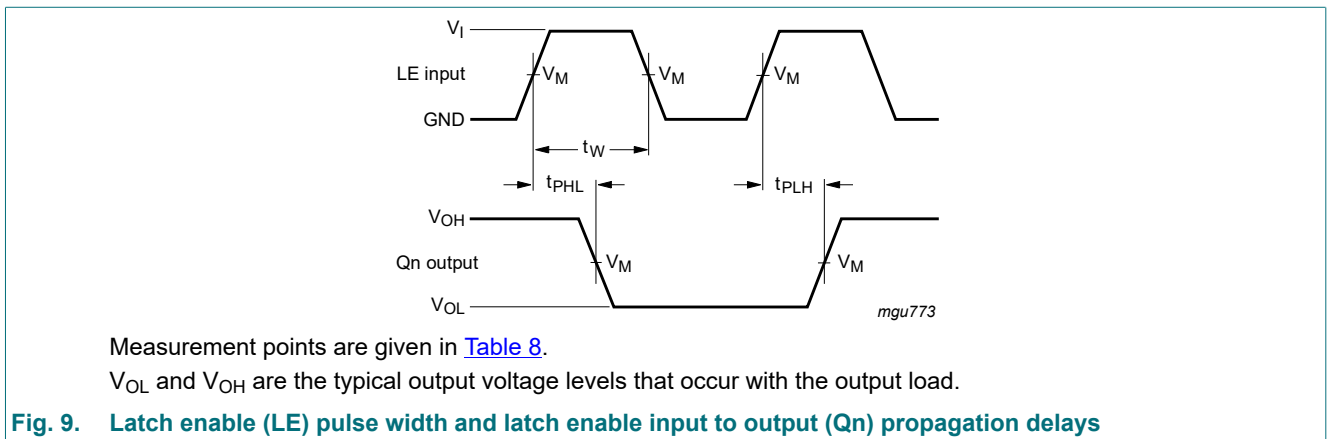 VI
LE input
VM
VM
VM
GND
tW
tPHL
tPLH
VOH
Qn output
VM
VM
VOL
mgu773
Measurement points are given in Table 8.
VOL and VOH are the typical output voltage levels that occur with the output load.
Fig. 9. Latch enable (LE) pulse width and latch enable input to output (Qn) propagation delays